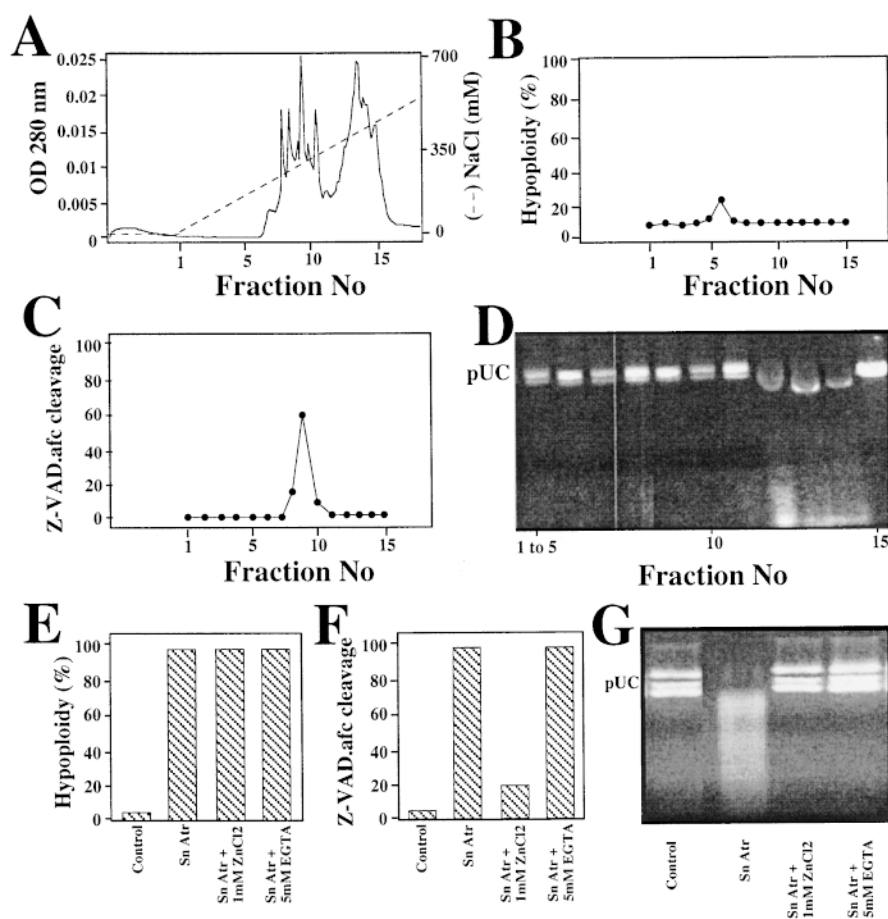 A
OD 280 nm
0.025
0.02
0.015
0.01
0.005
0
700
350
0
(--) NaCl (mM)
1
5
10
15
Fraction No
B
Hypoploidy (%)
100
80
60
40
20
0
1
5
10
15
Fraction No
C
Z-VAD.afc cleavage
100
80
60
40
20
0
1
5
10
15
Fraction No
D
pUC
1 to 5
10
15
Fraction No
E
Hypoploidy (%)
100
80
60
40
20
0
Control
Sn Atr
Sn Atr +
1mM ZnCl2
Sn Atr +
5mM EGTA
F
Z-VAD.afc cleavage
100
80
60
40
20
0
Control
Sn Atr
Sn Atr +
1mM ZnCl2
Sn Atr +
5mM EGTA
G
pUC
Control
Sn Atr
Sn Atr +
1mM ZnCl2
Sn Atr +
5mM EGTA